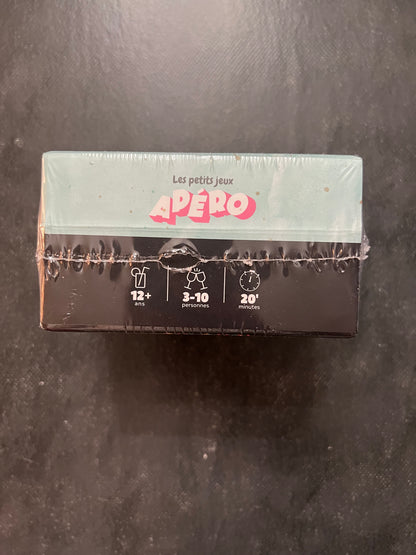 Les petits jeux
APÉRO
12+ 3-10 20'
ans personnes minutes